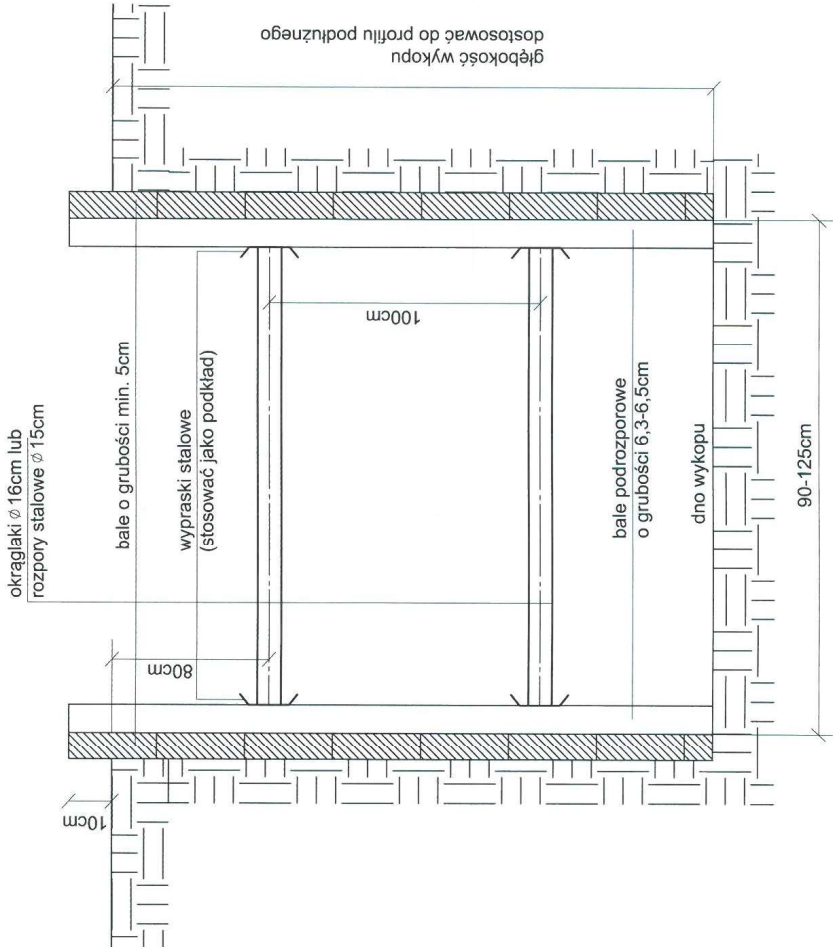 okrąglaki ⌀ 16cm lub
rozpory stalowe ⌀ 15cm
bale o grubości min. 5cm
wypraski stalowe
(stosować jako podkład)
10cm
80cm
100cm
głębokość wykopu
dostosować do profilu podłużnego
bale podrozporowe
o grubości 6,3-6,5cm
dno wykopu
90-125cm